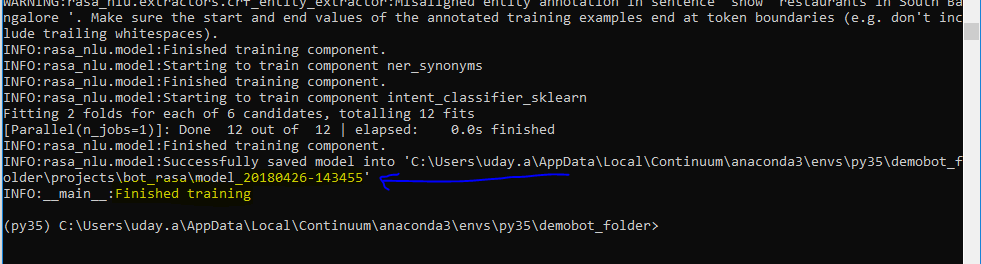 WARNING:rasa_nlu.extractors.crf_entity_extractor:Misaligned entity annotation in sentence 'show  restaurants in South Ba
ngalore '. Make sure the start and end values of the annotated training examples end at token boundaries (e.g. don't inc
lude trailing whitespaces).
INFO:rasa_nlu.model:Finished training component.
INFO:rasa_nlu.model:Starting to train component ner_synonyms
INFO:rasa_nlu.model:Finished training component.
INFO:rasa_nlu.model:Starting to train component intent_classifier_sklearn
Fitting 2 folds for each of 6 candidates, totalling 12 fits
[Parallel(n_jobs=1)]: Done  12 out of  12 | elapsed:    0.0s finished
INFO:rasa_nlu.model:Finished training component.
INFO:rasa_nlu.model:Successfully saved model into 'C:\Users\uday.a\AppData\Local\Continuum\anaconda3\envs\py35\demobot_f
older\projects\bot_rasa\model_20180426-143455'
INFO:__main__:Finished training
(py35) C:\Users\uday.a\AppData\Local\Continuum\anaconda3\envs\py35\demobot_folder>